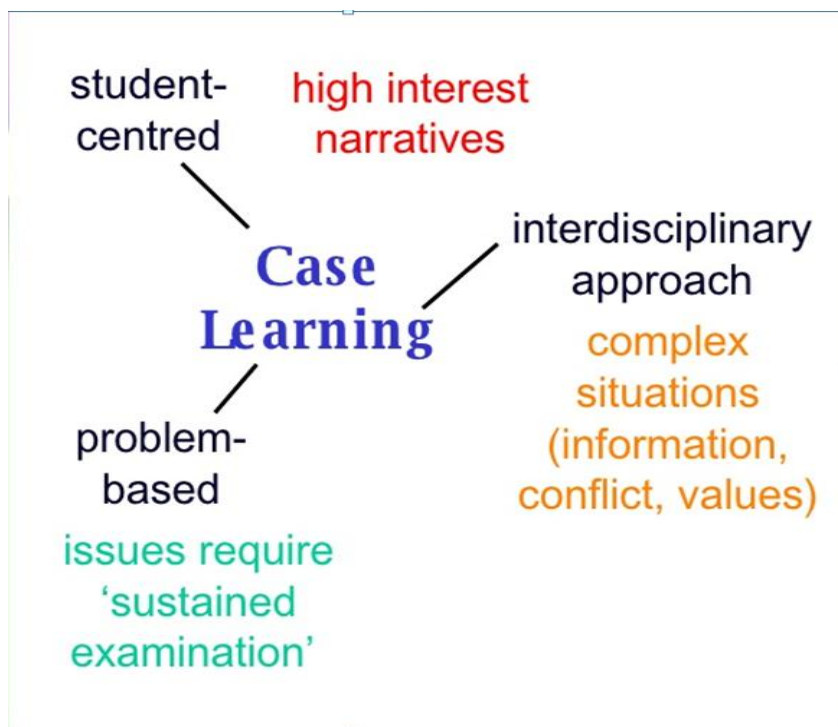 student-
centred
high interest
narratives
Case
Learning
interdisciplinary
approach
complex
situations
(information,
conflict, values)
problem-
based
issues require
‘sustained
examination’